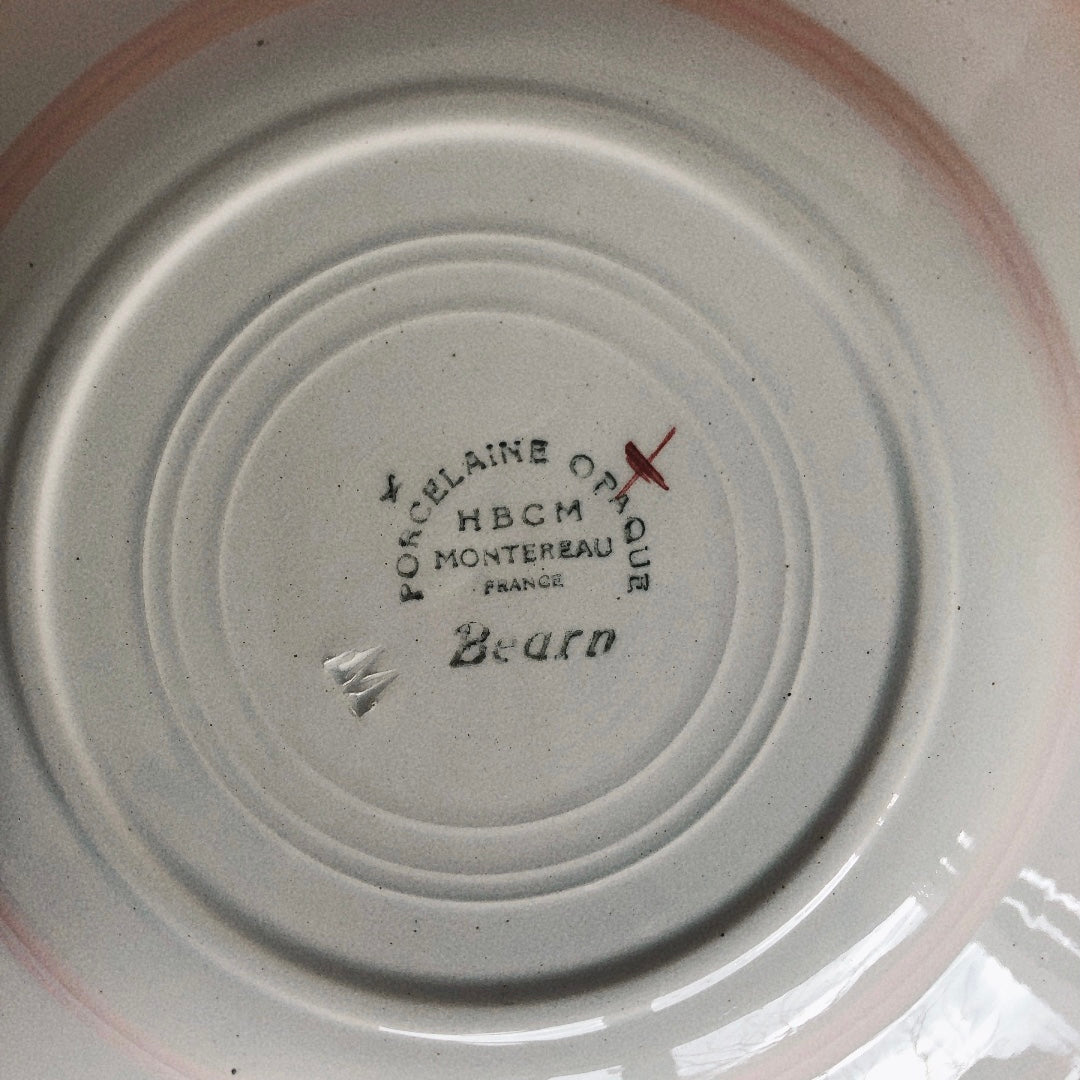 PORCELAINE OPAQUE
HBCM
MONTEREAU
FRANCE
Bearn